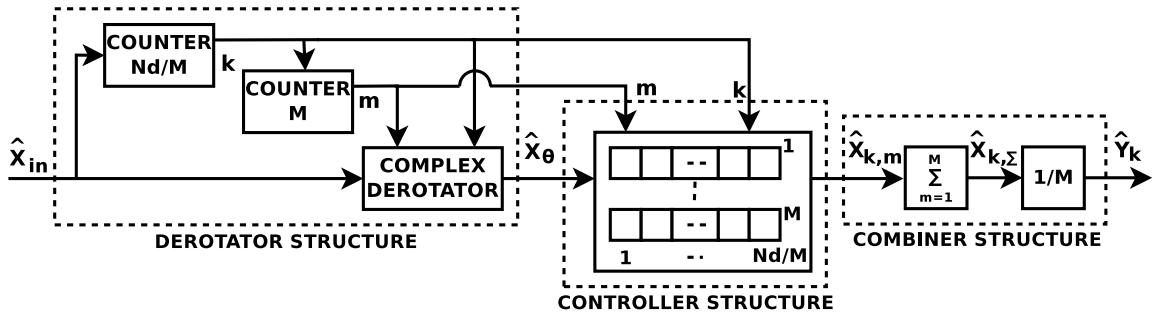 COUNTER
Nd/M
k
COUNTER
M
m
X̂in
COMPLEX
DEROTATOR
X̂θ
DEROTATOR STRUCTURE
m
k
1
M
1 -- Nd/M
CONTROLLER STRUCTURE
X̂k,m
M
Σ
m=1
X̂k,Σ
1/M
Ŷk
COMBINER STRUCTURE